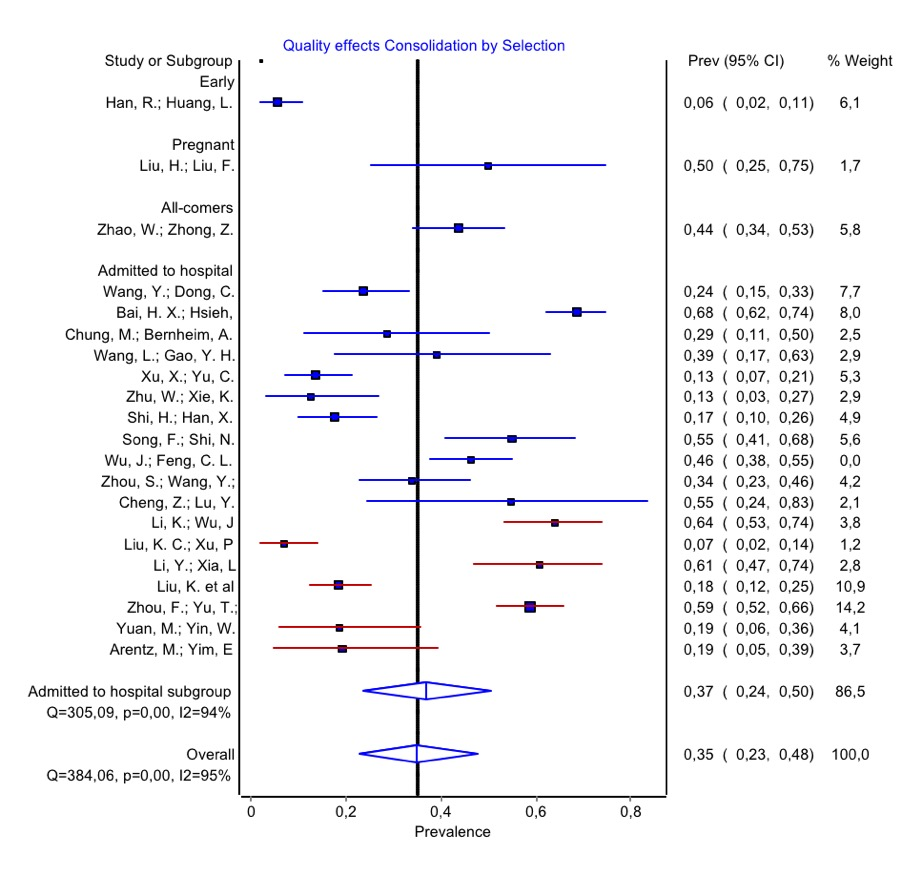 Quality effects Consolidation by Selection
Study or Subgroup Prev (95% CI) % Weight
Early
Han, R.; Huang, L. 0,06 ( 0,02, 0,11) 6,1
Pregnant
Liu, H.; Liu, F. 0,50 ( 0,25, 0,75) 1,7
All-comers
Zhao, W.; Zhong, Z. 0,44 ( 0,34, 0,53) 5,8
Admitted to hospital
Wang, Y.; Dong, C. 0,24 ( 0,15, 0,33) 7,7
Bai, H. X.; Hsieh, 0,68 ( 0,62, 0,74) 8,0
Chung, M.; Bernheim, A. 0,29 ( 0,11, 0,50) 2,5
Wang, L.; Gao, Y. H. 0,39 ( 0,17, 0,63) 2,9
Xu, X.; Yu, C. 0,13 ( 0,07, 0,21) 5,3
Zhu, W.; Xie, K. 0,13 ( 0,03, 0,27) 2,9
Shi, H.; Han, X. 0,17 ( 0,10, 0,26) 4,9
Song, F.; Shi, N. 0,55 ( 0,41, 0,68) 5,6
Wu, J.; Feng, C. L. 0,46 ( 0,38, 0,55) 0,0
Zhou, S.; Wang, Y.; 0,34 ( 0,23, 0,46) 4,2
Cheng, Z.; Lu, Y. 0,55 ( 0,24, 0,83) 2,1
Li, K.; Wu, J 0,64 ( 0,53, 0,74) 3,8
Liu, K. C.; Xu, P 0,07 ( 0,02, 0,14) 1,2
Li, Y.; Xia, L 0,61 ( 0,47, 0,74) 2,8
Liu, K. et al 0,18 ( 0,12, 0,25) 10,9
Zhou, F.; Yu, T.; 0,59 ( 0,52, 0,66) 14,2
Yuan, M.; Yin, W. 0,19 ( 0,06, 0,36) 4,1
Arentz, M.; Yim, E 0,19 ( 0,05, 0,39) 3,7
Admitted to hospital subgroup 0,37 ( 0,24, 0,50) 86,5
Q=305,09, p=0,00, I2=94%
Overall 0,35 ( 0,23, 0,48) 100,0
Q=384,06, p=0,00, I2=95%
0 0,2 0,4 0,6 0,8
Prevalence